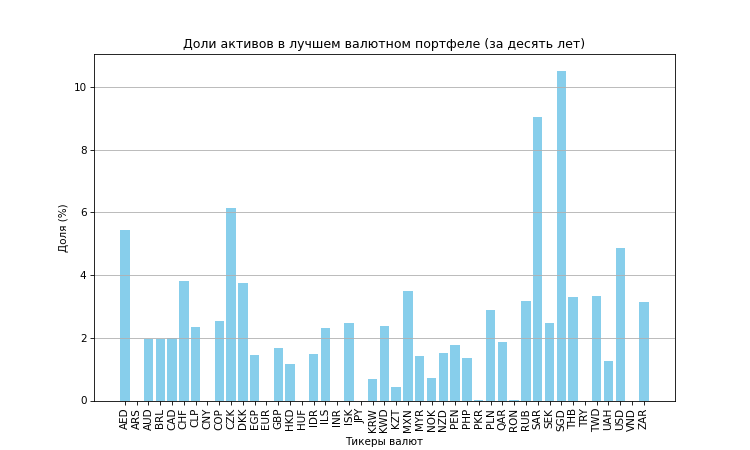 Доли активов в лучшем валютном портфеле (за десять лет)
Доля (%)
10
8
6
4
2
0
AED ARS AUD BRL CAD CHF CLP CNY COP CZK DKK EGP EUR GBP HKD HUF IDR ILS INR ISK JPY KRW KWD KZT MXN MYR NOK NZD PEN PHP PKR PLN QAR RON RUB SAR SEK SGD THB TRY TWD UAH USD VND ZAR
Тикеры валют